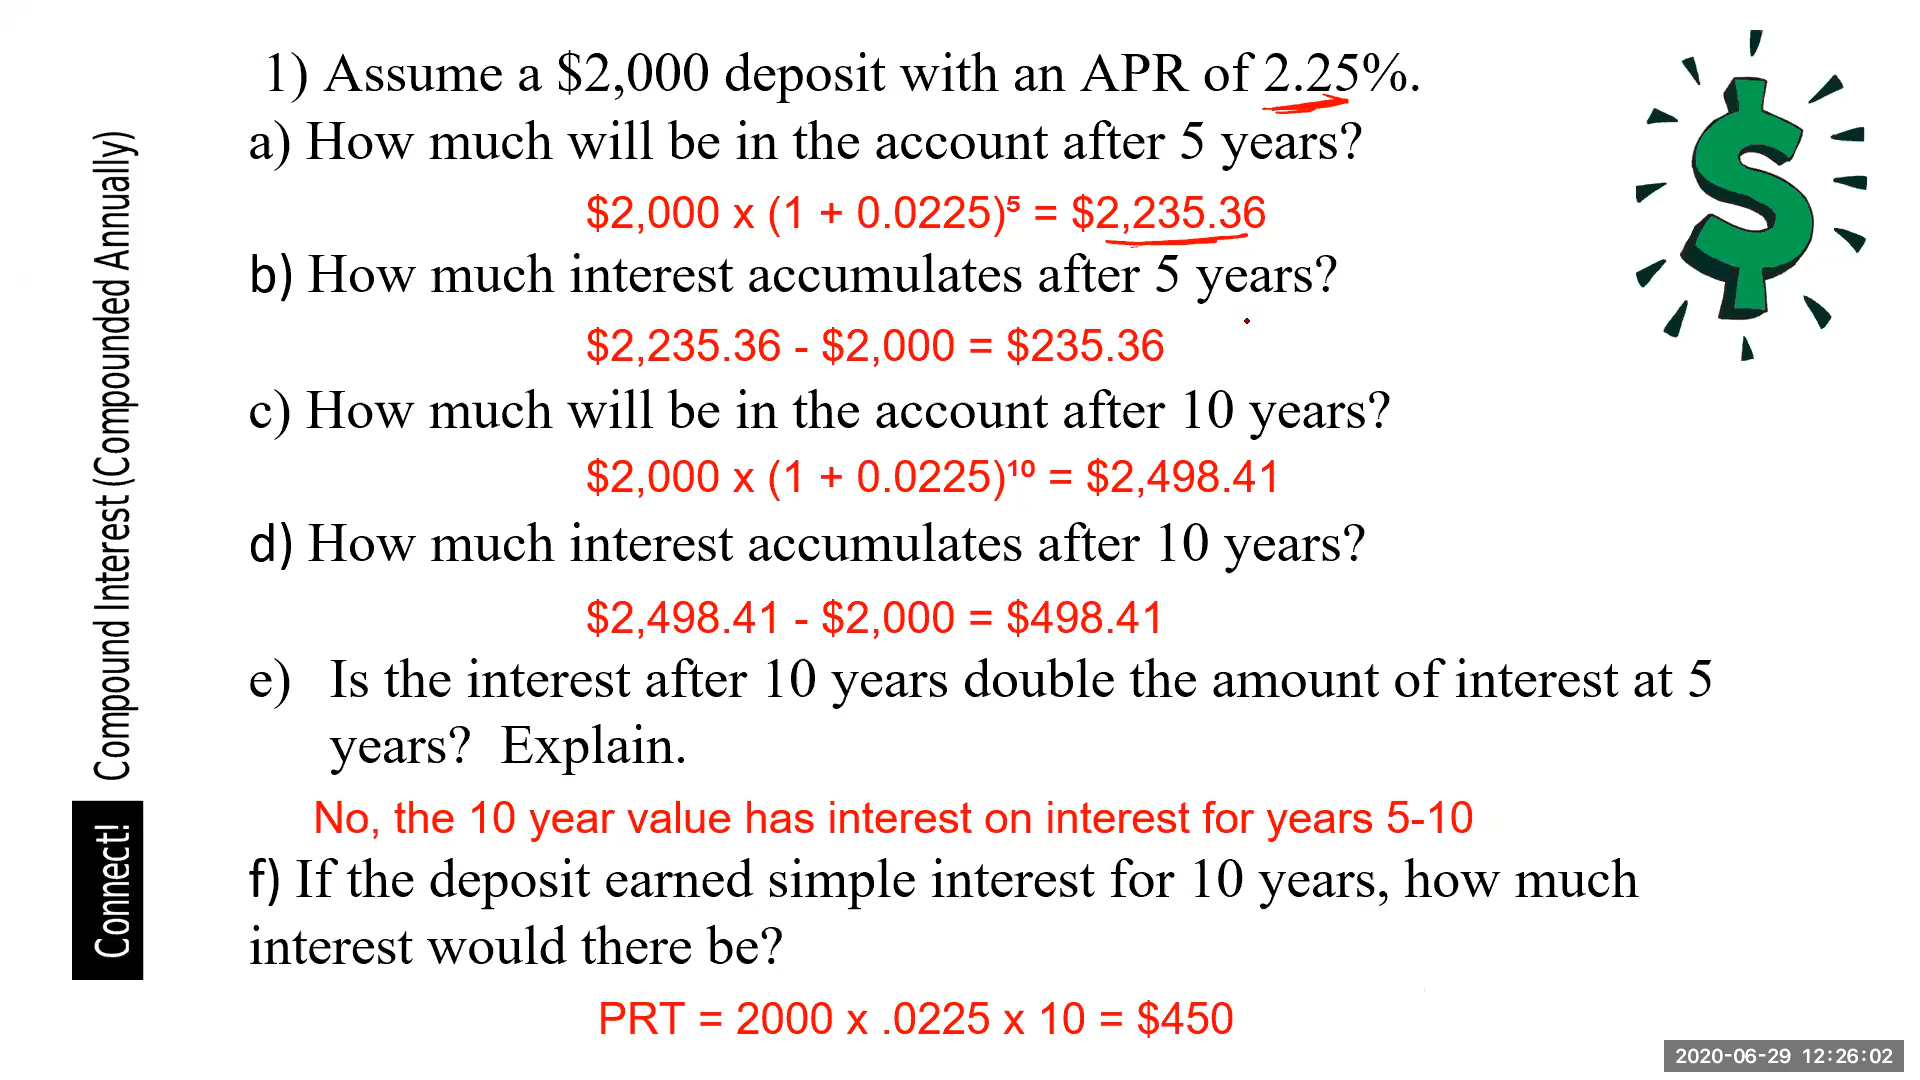 1) Assume a $2,000 deposit with an APR of 2.25%.
a) How much will be in the account after 5 years?
$2,000 x (1 + 0.0225)⁵ = $2,235.36
b) How much interest accumulates after 5 years?
$2,235.36 - $2,000 = $235.36
c) How much will be in the account after 10 years?
$2,000 x (1 + 0.0225)¹⁰ = $2,498.41
d) How much interest accumulates after 10 years?
$2,498.41 - $2,000 = $498.41
e) Is the interest after 10 years double the amount of interest at 5
years? Explain.
No, the 10 year value has interest on interest for years 5-10
f) If the deposit earned simple interest for 10 years, how much
interest would there be?
PRT = 2000 x .0225 x 10 = $450
Connect! Compound Interest (Compounded Annually)
$
2020-06-29 12:26:02